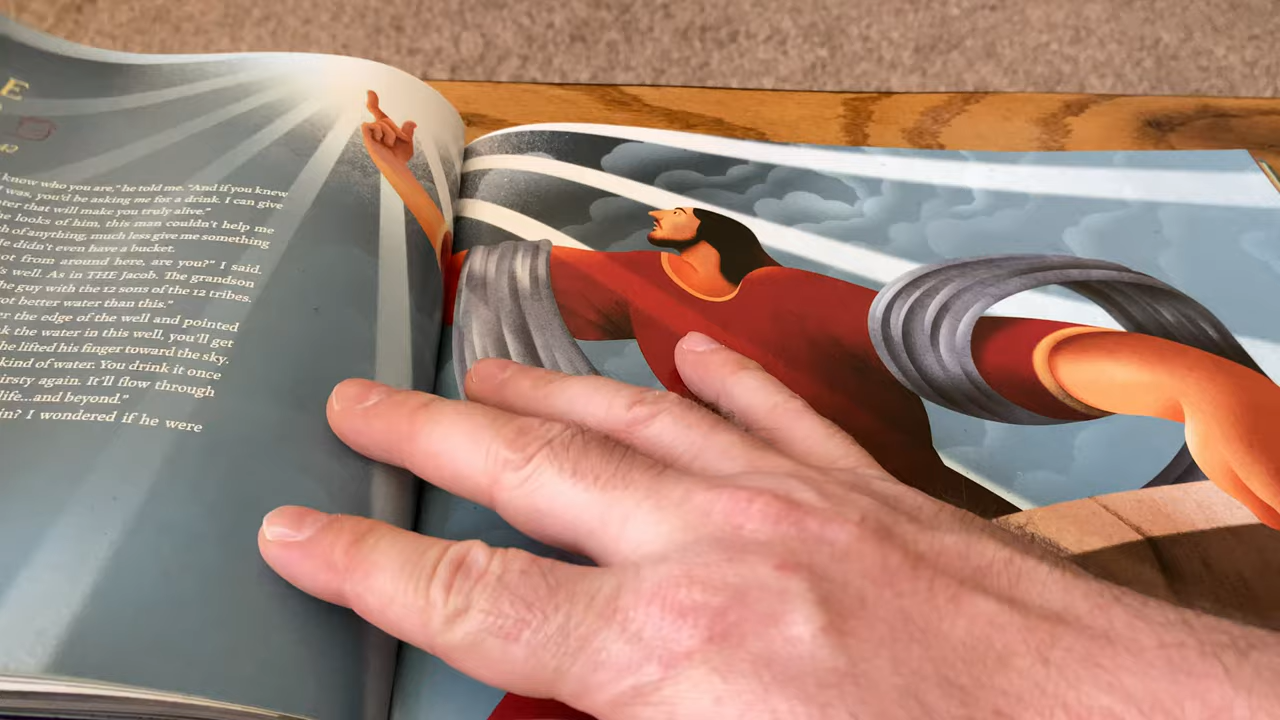 E
42
know who you are," he told me. "And if you knew
was, you'd be asking me for a drink. I can give
ter that will make you truly alive."
he looks of him, this man couldn't help me
h of anything, much less give me something
He didn't even have a bucket.
ot from around here, are you?" I said.
's well. As in THE Jacob. The grandson
he guy with the 12 sons of the 12 tribes.
ot better water than this."
er the edge of the well and pointed
k the water in this well, you'll get
he lifted his finger toward the sky.
kind of water. You drink it once
irsty again. It'll flow through
life...and beyond."
in? I wondered if he were